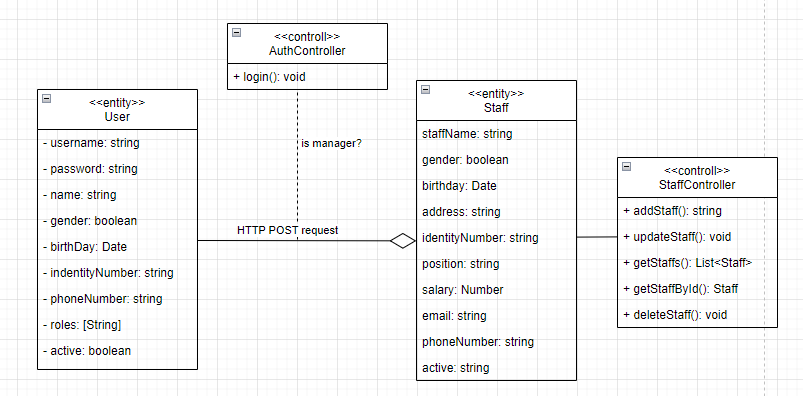 <<controll>>
AuthController
+ login(): void
<<entity>>
User
- username: string
- password: string
- name: string
- gender: boolean
- birthDay: Date
- indentityNumber: string
- phoneNumber: string
- roles: [String]
- active: boolean
is manager?
HTTP POST request
<<entity>>
Staff
staffName: string
gender: boolean
birthday: Date
address: string
identityNumber: string
position: string
salary: Number
email: string
phoneNumber: string
active: string
<<controll>>
StaffController
+ addStaff(): string
+ updateStaff(): void
+ getStaffs(): List<Staff>
+ getStaffById(): Staff
+ deleteStaff(): void